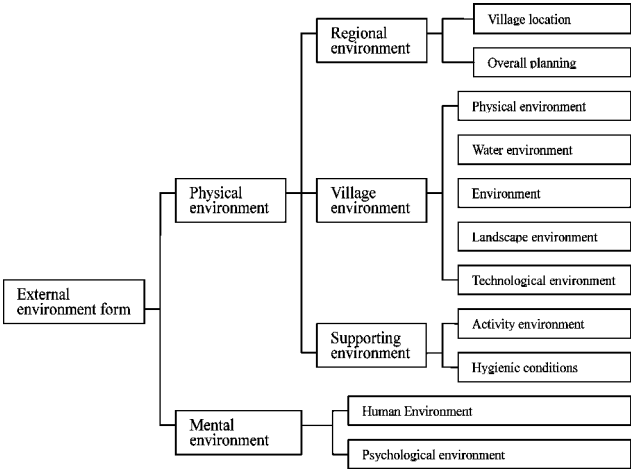 External
environment form
Physical
environment
Regional
environment
Village location
Overall planning
Village
environment
Physical environment
Water environment
Environment
Landscape environment
Technological environment
Supporting
environment
Activity environment
Hygienic conditions
Mental
environment
Human Environment
Psychological environment